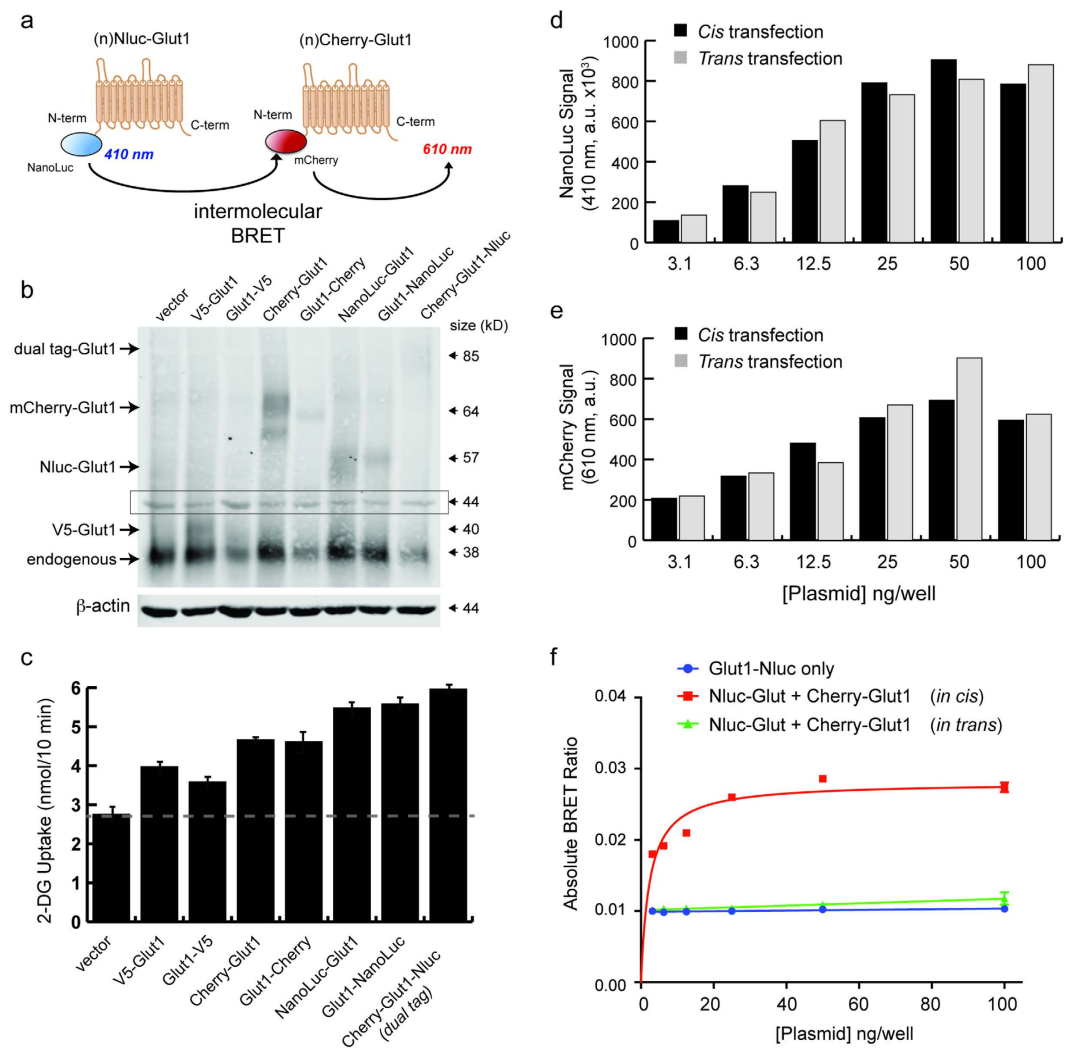 a
(n)Nluc-Glut1
(n)Cherry-Glut1
N-term
C-term
NanoLuc
410 nm
N-term
C-term
mCherry
610 nm
intermolecular
BRET
b
vector
V5-Glut1
Glut1-V5
Cherry-Glut1
Glut1-Cherry
NanoLuc-Glut1
Glut1-NanoLuc
Cherry-Glut1-Nluc
size (kD)
dual tag-Glut1
85
mCherry-Glut1
64
Nluc-Glut1
57
44
V5-Glut1
40
endogenous
38
β-actin
44
c
2-DG Uptake (nmol/10 min)
6
5
4
3
2
1
0
vector
V5-Glut1
Glut1-V5
Cherry-Glut1
Glut1-Cherry
NanoLuc-Glut1
Glut1-NanoLuc
Cherry-Glut1-Nluc
(dual tag)
d
Cis transfection
Trans transfection
NanoLuc Signal
(410 nm, a.u. x10³)
1000
800
600
400
200
0
3.1 6.3 12.5 25 50 100
e
Cis transfection
Trans transfection
mCherry Signal
(610 nm, a.u.)
1000
800
600
400
200
0
3.1 6.3 12.5 25 50 100
[Plasmid] ng/well
f
Glut1-Nluc only
Nluc-Glut + Cherry-Glut1 (in cis)
Nluc-Glut + Cherry-Glut1 (in trans)
Absolute BRET Ratio
0.04
0.03
0.02
0.01
0.00
0 20 40 60 80 100
[Plasmid] ng/well